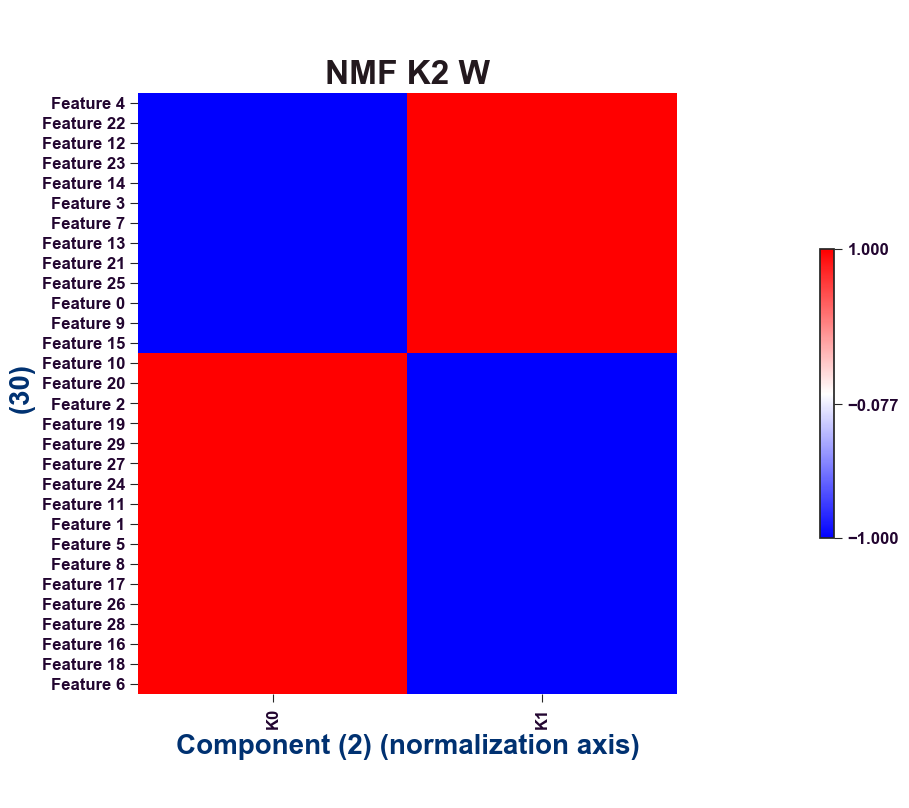 NMF K2 W
Feature 4
Feature 22
Feature 12
Feature 23
Feature 14
Feature 3
Feature 7
Feature 13
Feature 21
Feature 25
Feature 0
Feature 9
Feature 15
Feature 10
Feature 20
Feature 2
Feature 19
Feature 29
Feature 27
Feature 24
Feature 11
Feature 1
Feature 5
Feature 8
Feature 17
Feature 26
Feature 28
Feature 16
Feature 18
Feature 6
(30)
K0
K1
Component (2) (normalization axis)
1.000
−0.077
−1.000